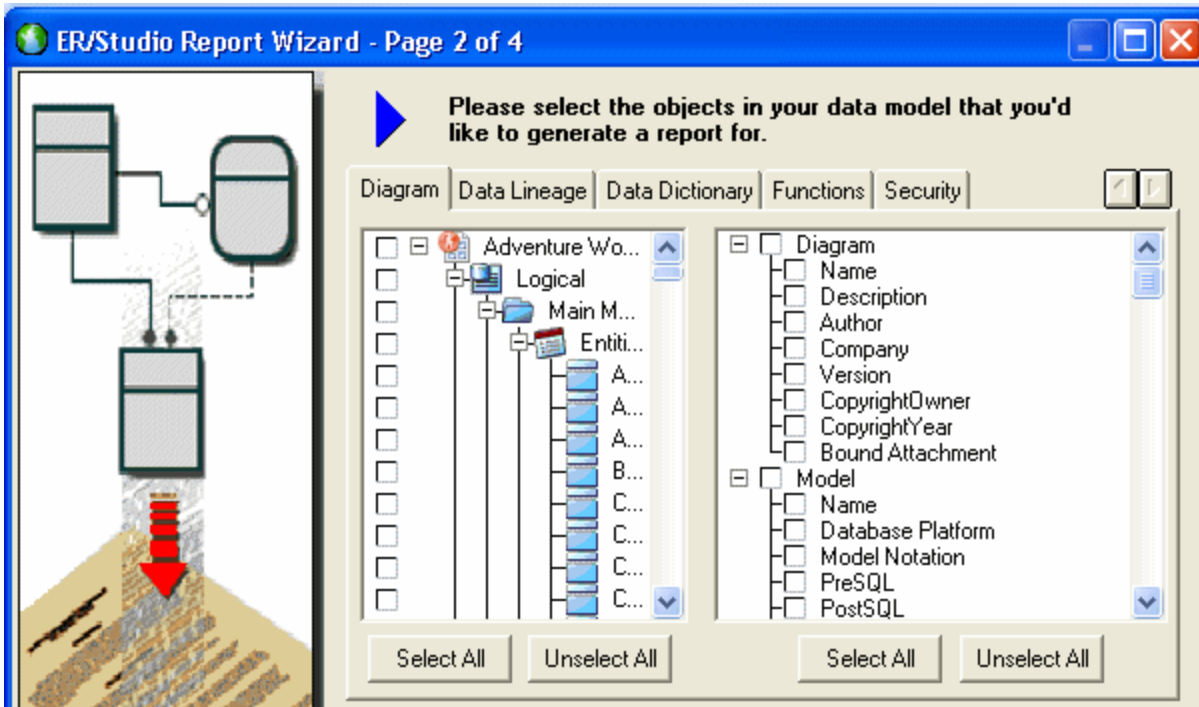 ER/Studio Report Wizard - Page 2 of 4
Please select the objects in your data model that you'd
like to generate a report for.
Diagram Data Lineage Data Dictionary Functions Security
Adventure Wo...
Logical
Main M...
Entiti...
A...
A...
A...
B...
C...
C...
C...
C...
Diagram
Name
Description
Author
Company
Version
CopyrightOwner
CopyrightYear
Bound Attachment
Model
Name
Database Platform
Model Notation
PreSQL
PostSQL
Select All Unselect All Select All Unselect All